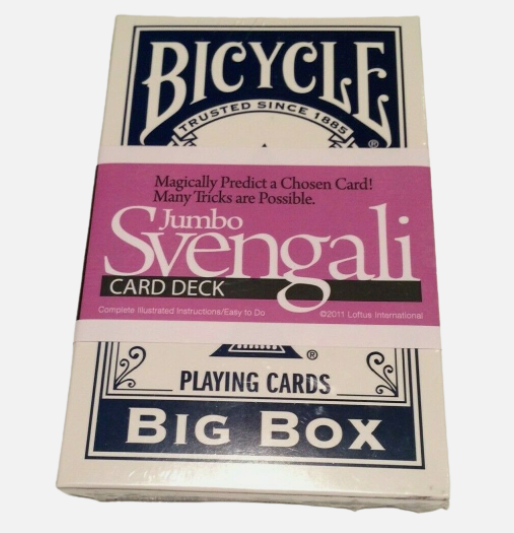 BICYCLE
®
TRUSTED SINCE 1885
Magically Predict a Chosen Card!
Many Tricks are Possible.
Jumbo
Svengali
CARD DECK
Complete Illustrated Instructions/Easy to Do
©2011 Loftus International
®
PLAYING CARDS
BIG BOX